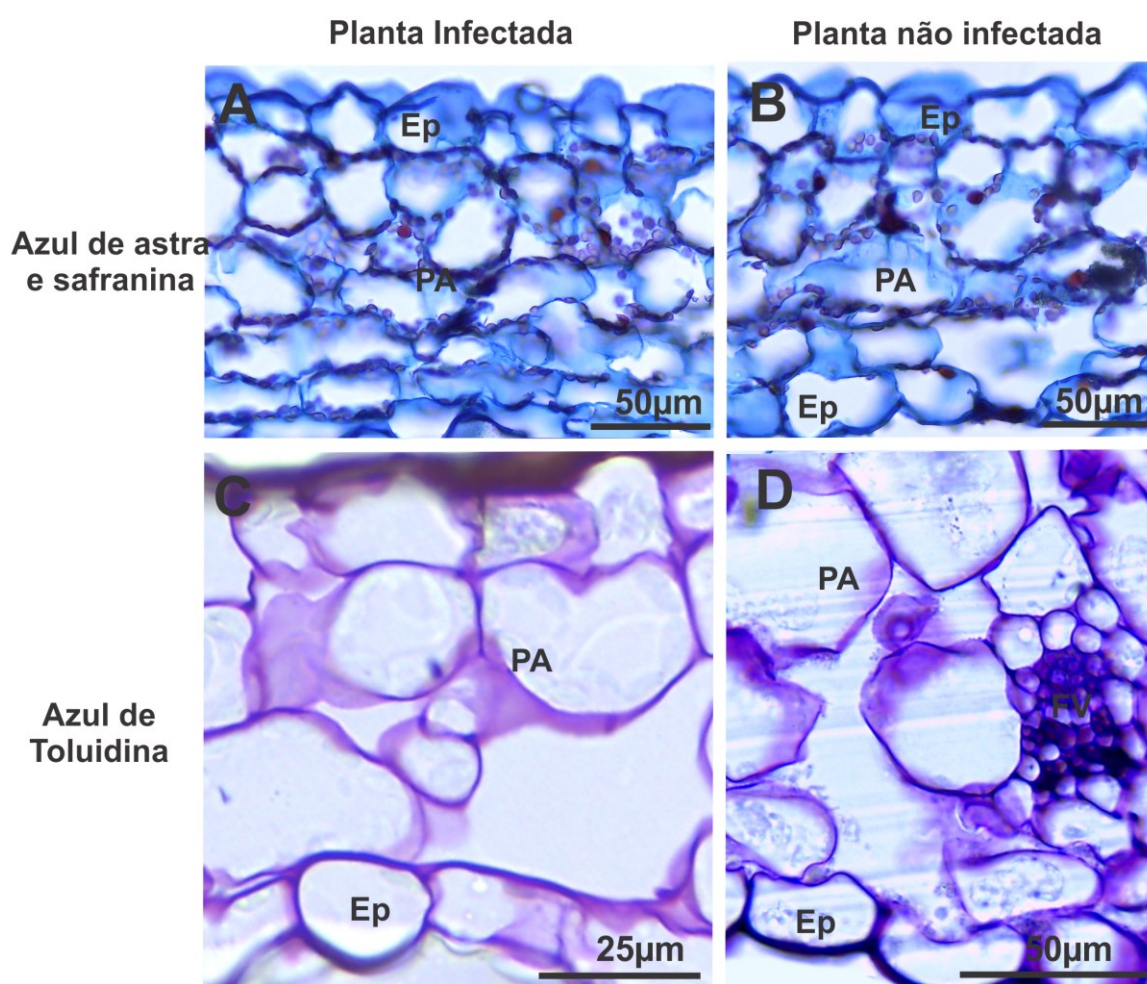 Planta Infectada
Planta não infectada
Azul de astra
e safranina
A
Ep
PA
50µm
B
Ep
PA
Ep
50µm
Azul de
Toluidina
C
PA
Ep
25µm
D
PA
FV
Ep
50µm